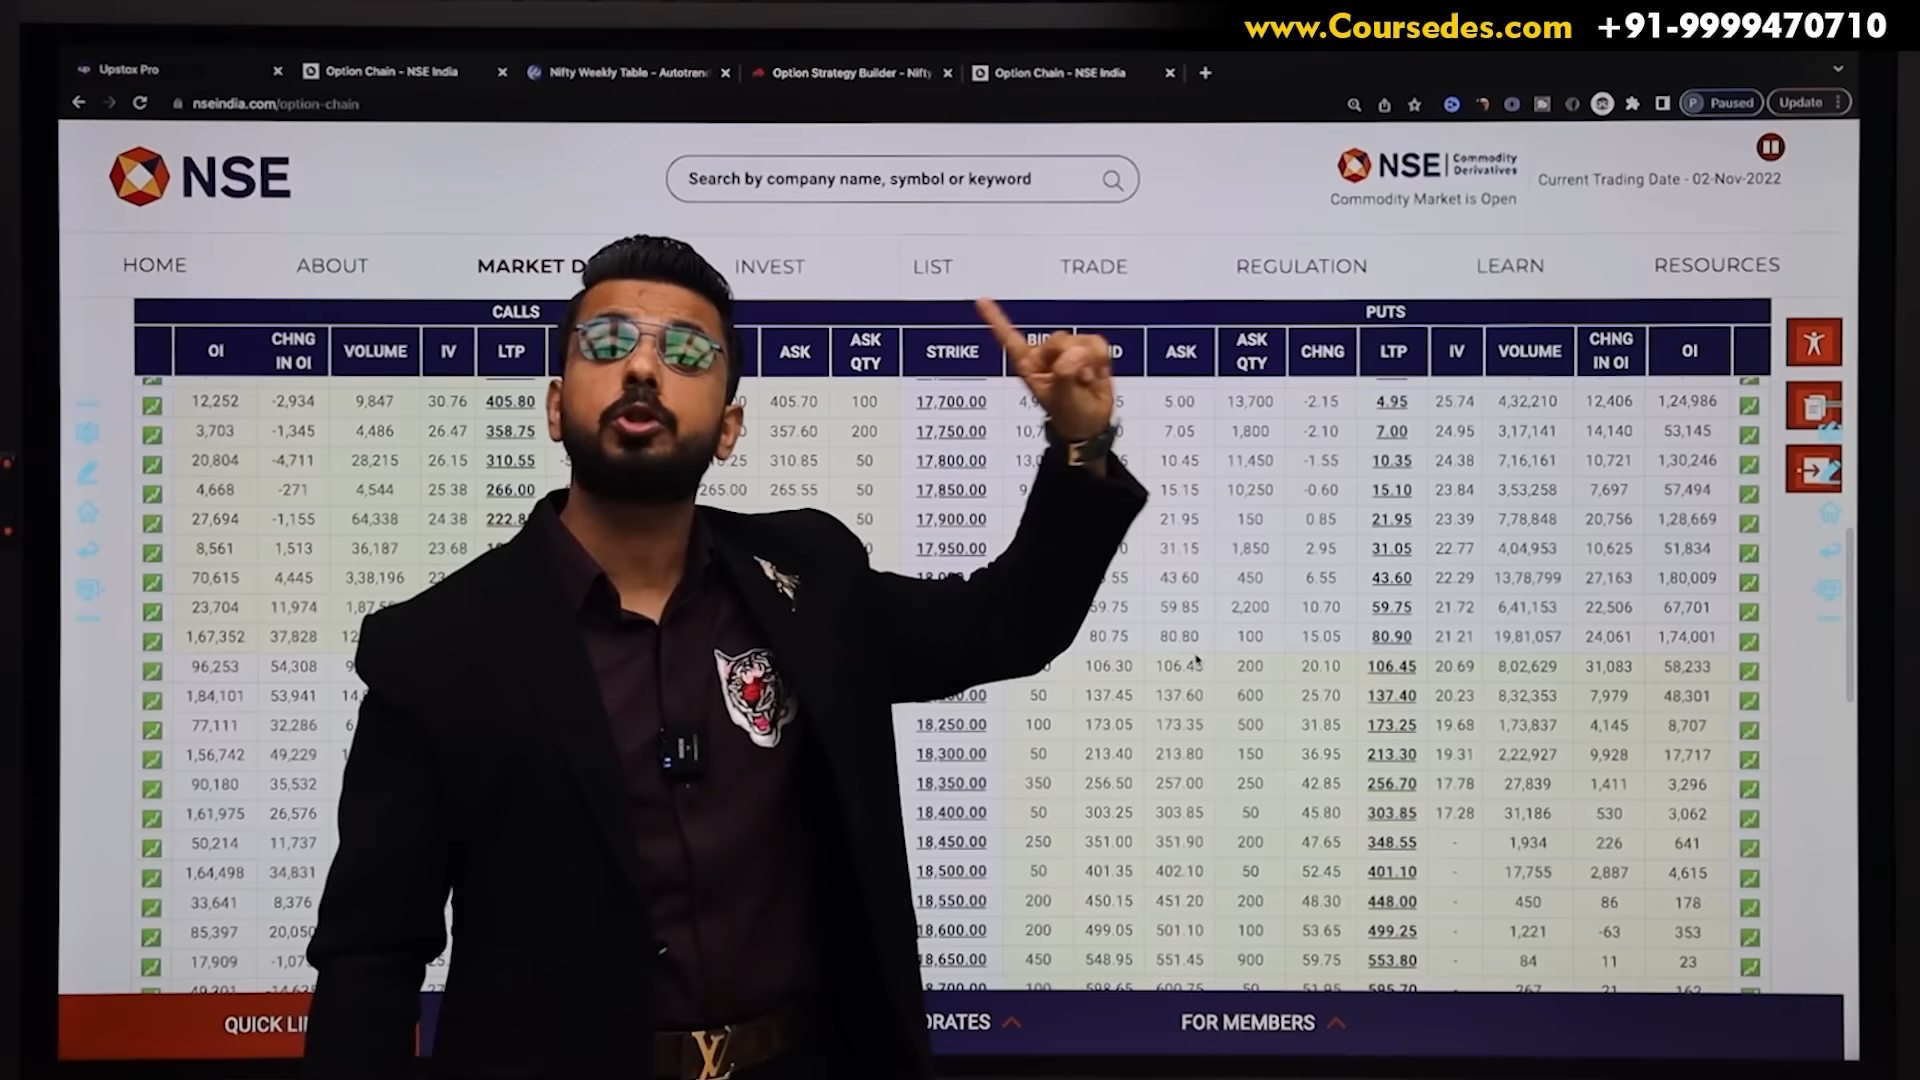 www.Coursedes.com +91-9999470710
Upstox Pro
Option Chain - NSE India
Nifty Weekly Table - Autotren
Option Strategy Builder - Nifty
Option Chain - NSE India
nseindia.com/option-chain
P Paused
Update
NSE
Search by company name, symbol or keyword
NSE Commodity Derivatives
Commodity Market is Open
Current Trading Date - 02-Nov-2022
HOME ABOUT MARKET D INVEST LIST TRADE REGULATION LEARN RESOURCES
CALLS PUTS
OI CHNG IN OI VOLUME IV LTP ASK ASK QTY STRIKE BID ASK ASK QTY CHNG LTP IV VOLUME CHNG IN OI OI
12,252 -2,934 9,847 30.76 405.80 405.70 100 17,700.00 5.00 13,700 -2.15 4.95 25.74 4,32,210 12,406 1,24,986
3,703 -1,345 4,486 26.47 358.75 357.60 200 17,750.00 7.05 1,800 -2.10 7.00 24.95 3,17,141 14,140 53,145
20,804 -4,711 28,215 26.15 310.55 310.85 50 17,800.00 10.45 11,450 -1.55 10.35 24.38 7,16,161 10,721 1,30,246
4,668 -271 4,544 25.38 266.00 265.00 265.55 50 17,850.00 15.15 10,250 -0.60 15.10 23.84 3,53,258 7,697 57,494
27,694 -1,155 64,338 24.38 222.8 50 17,900.00 21.95 150 0.85 21.95 23.39 7,78,848 20,756 1,28,669
8,561 1,513 36,187 23.68 17,950.00 31.15 1,850 2.95 31.05 22.77 4,04,953 10,625 51,834
70,615 4,445 3,38,196 43.60 450 6.55 43.60 22.29 13,78,799 27,163 1,80,009
23,704 11,974 59.75 59.85 2,200 10.70 59.75 21.72 6,41,153 22,506 67,701
1,67,352 37,828 80.75 80.80 100 15.05 80.90 21.21 19,81,057 24,061 1,74,001
96,253 54,308 106.30 106.45 200 20.10 106.45 20.69 8,02,629 31,083 58,233
1,84,101 53,941 50 137.45 137.60 600 25.70 137.40 20.23 8,32,353 7,979 48,301
77,111 32,286 18,250.00 100 173.05 173.35 500 31.85 173.25 19.68 1,73,837 4,145 8,707
1,56,742 49,229 18,300.00 50 213.40 213.80 150 36.95 213.30 19.31 2,22,927 9,928 17,717
90,180 35,532 18,350.00 350 256.50 257.00 250 42.85 256.70 17.78 27,839 1,411 3,296
1,61,975 26,576 18,400.00 50 303.25 303.85 50 45.80 303.85 17.28 31,186 530 3,062
50,214 11,737 18,450.00 250 351.00 351.90 200 47.65 348.55 - 1,934 226 641
1,64,498 34,831 18,500.00 50 401.35 402.10 50 52.45 401.10 - 17,755 2,887 4,615
33,641 8,376 18,550.00 200 450.15 451.20 200 48.30 448.00 - 450 86 178
85,397 20,050 18,600.00 200 499.05 501.10 100 53.65 499.25 - 1,221 -63 353
17,909 18,650.00 450 548.95 551.45 900 59.75 553.80 - 84 11 23
QUICK LI ORATES FOR MEMBERS